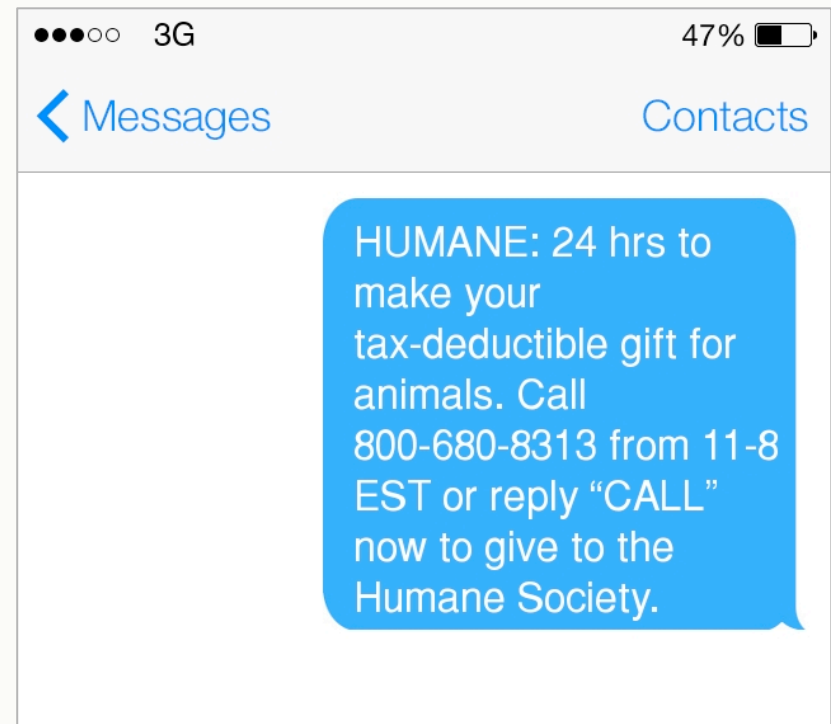 3G 47%
Messages Contacts
HUMANE: 24 hrs to
make your
tax-deductible gift for
animals. Call
800-680-8313 from 11-8
EST or reply “CALL”
now to give to the
Humane Society.